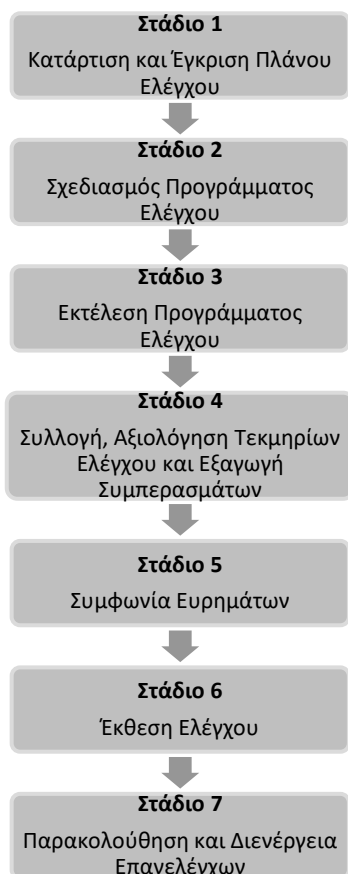 Στάδιο 1
Κατάρτιση και Έγκριση Πλάνου
Ελέγχου
Στάδιο 2
Σχεδιασμός Προγράμματος
Ελέγχου
Στάδιο 3
Εκτέλεση Προγράμματος
Ελέγχου
Στάδιο 4
Συλλογή, Αξιολόγηση Τεκμηρίων
Ελέγχου και Εξαγωγή
Συμπερασμάτων
Στάδιο 5
Συμφωνία Ευρημάτων
Στάδιο 6
Έκθεση Ελέγχου
Στάδιο 7
Παρακολούθηση και Διενέργεια
Επανελέγχων